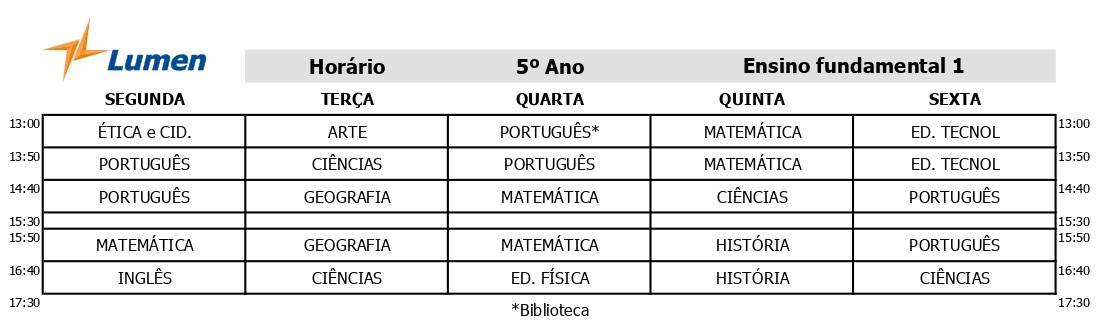 Lumen
Horário 5º Ano Ensino fundamental 1
SEGUNDA TERÇA QUARTA QUINTA SEXTA
13:00 13:00
ÉTICA e CID. ARTE PORTUGUÊS* MATEMÁTICA ED. TECNOL
13:50 13:50
PORTUGUÊS CIÊNCIAS PORTUGUÊS MATEMÁTICA ED. TECNOL
14:40 14:40
PORTUGUÊS GEOGRAFIA MATEMÁTICA CIÊNCIAS PORTUGUÊS
15:30 15:30
15:50 15:50
MATEMÁTICA GEOGRAFIA MATEMÁTICA HISTÓRIA PORTUGUÊS
16:40 16:40
INGLÊS CIÊNCIAS ED. FÍSICA HISTÓRIA CIÊNCIAS
17:30 17:30
*Biblioteca